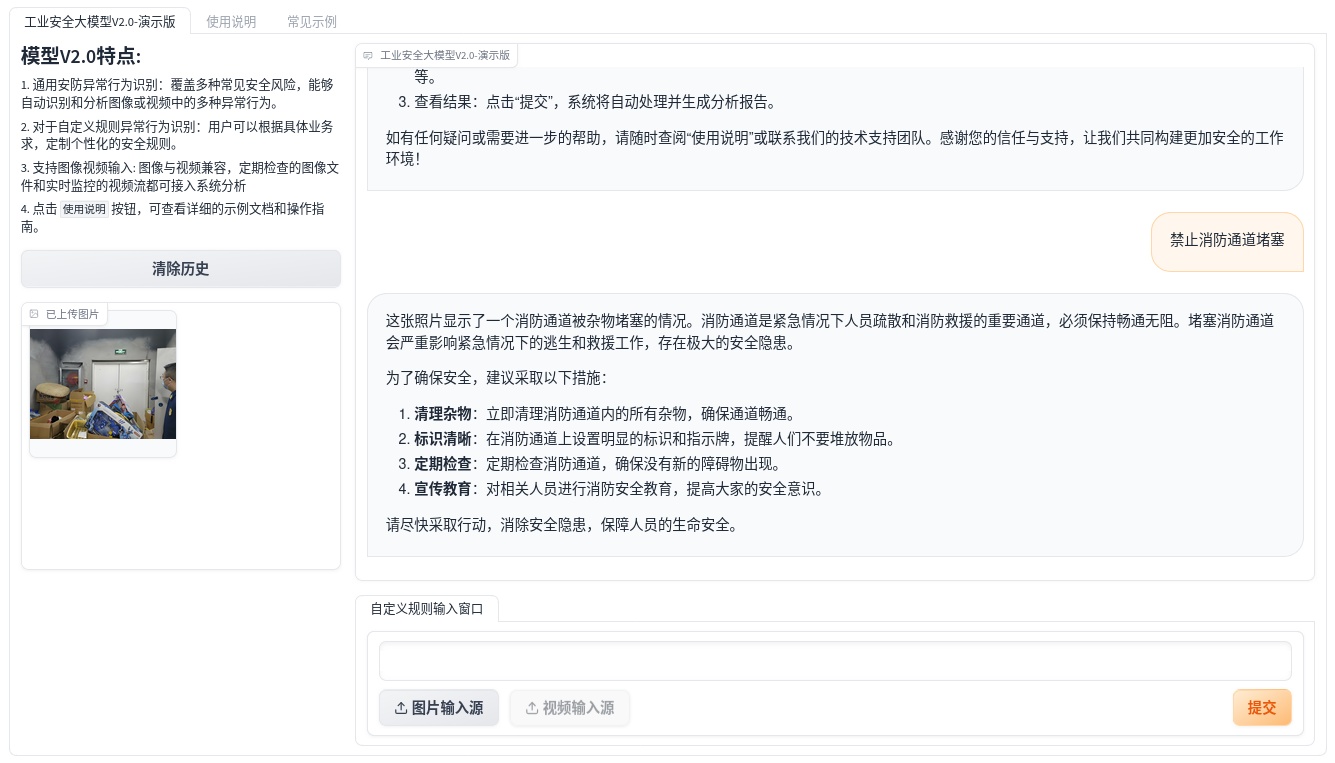 工业安全大模型V2.0-演示版
使用说明
常见示例
模型V2.0特点:
1. 通用安防异常行为识别：覆盖多种常见安全风险，能够
自动识别和分析图像或视频中的多种异常行为。
2. 对于自定义规则异常行为识别：用户可以根据具体业务
求，定制个性化的安全规则。
3. 支持图像视频输入: 图像与视频兼容，定期检查的图像文
件和实时监控的视频流都可接入系统分析
4. 点击 使用说明 按钮，可查看详细的示例文档和操作指
南。
清除历史
已上传图片
工业安全大模型V2.0-演示版
等。
3. 查看结果：点击“提交”，系统将自动处理并生成分析报告。
如有任何疑问或需要进一步的帮助，请随时查阅“使用说明”或联系我们的技术支持团队。感谢您的信任与支持，让我们共同构建更加安全的工作
环境！
禁止消防通道堵塞
这张照片显示了一个消防通道被杂物堵塞的情况。消防通道是紧急情况下人员疏散和消防救援的重要通道，必须保持畅通无阻。堵塞消防通道
会严重影响紧急情况下的逃生和救援工作，存在极大的安全隐患。
为了确保安全，建议采取以下措施：
1. 清理杂物：立即清理消防通道内的所有杂物，确保通道畅通。
2. 标识清晰：在消防通道上设置明显的标识和指示牌，提醒人们不要堆放物品。
3. 定期检查：定期检查消防通道，确保没有新的障碍物出现。
4. 宣传教育：对相关人员进行消防安全教育，提高大家的安全意识。
请尽快采取行动，消除安全隐患，保障人员的生命安全。
自定义规则输入窗口
图片输入源
视频输入源
提交